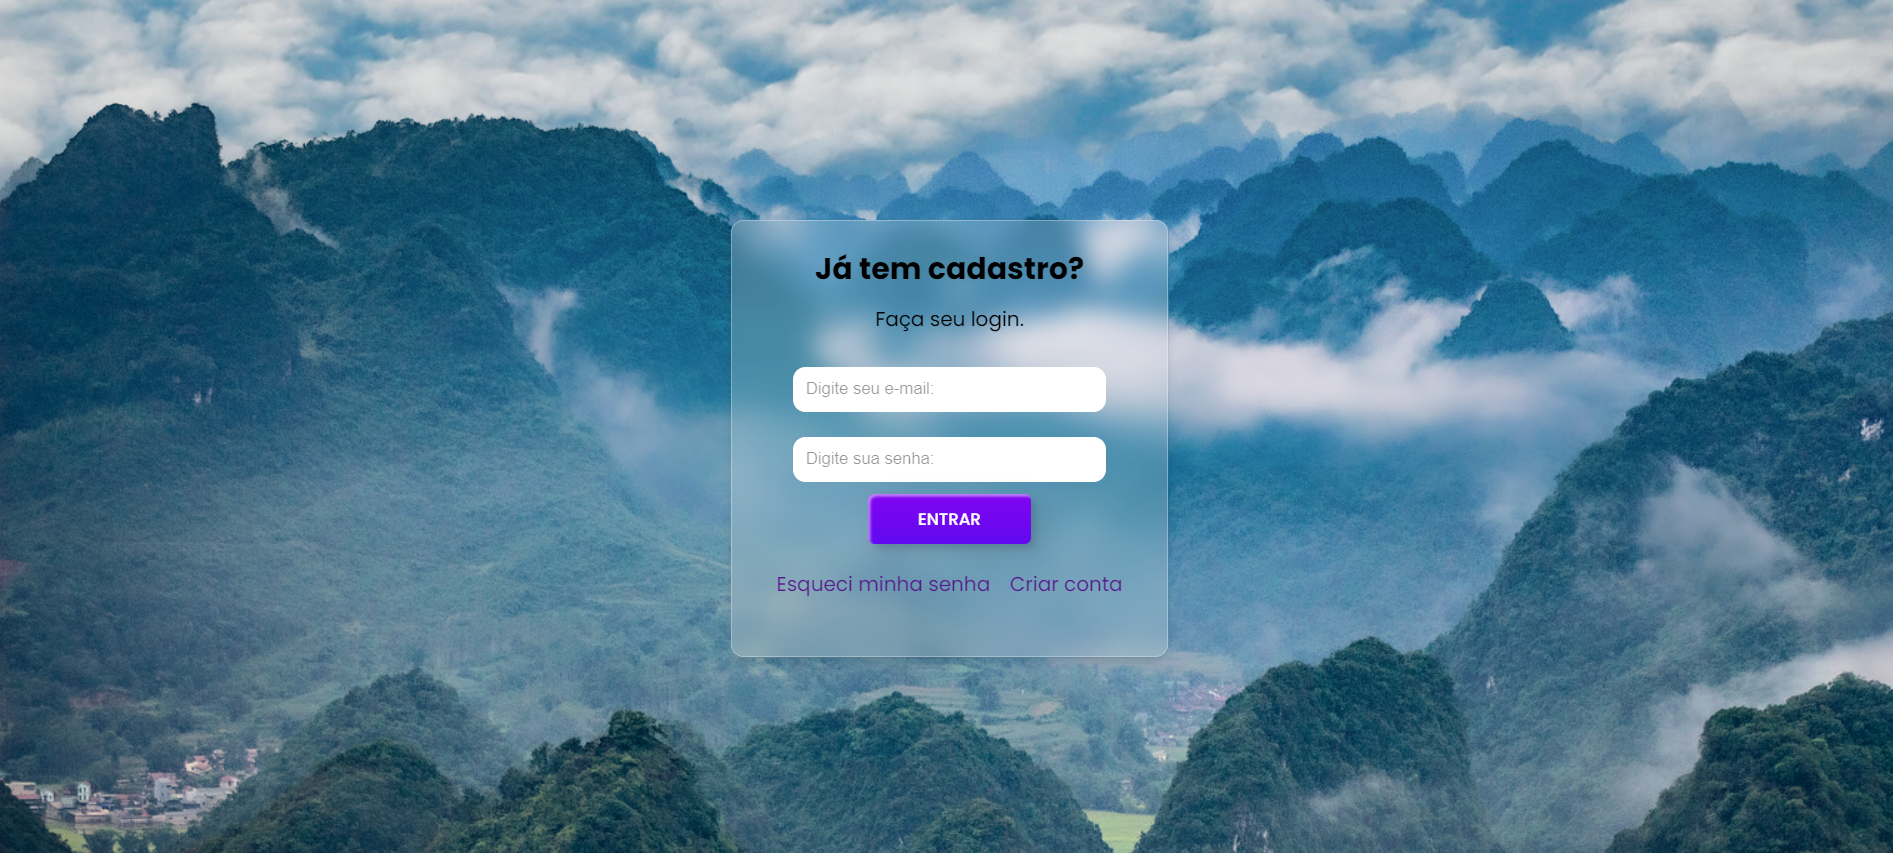 Já tem cadastro?
Faça seu login.
Digite seu e-mail:
Digite sua senha:
ENTRAR
Esqueci minha senha Criar conta